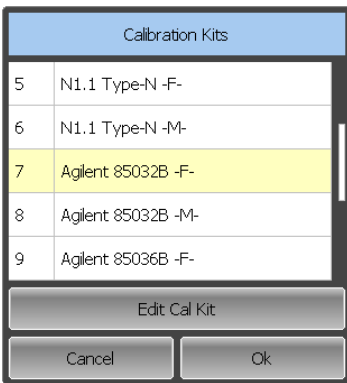 Calibration Kits
5 N1.1 Type-N -F-
6 N1.1 Type-N -M-
7 Agilent 85032B -F-
8 Agilent 85032B -M-
9 Agilent 85036B -F-
Edit Cal Kit
Cancel Ok